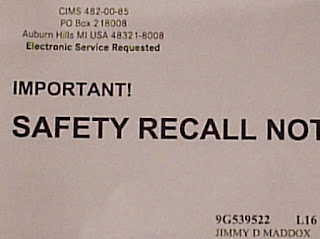 CIMS 482-00-85
PO Box 218008
Auburn Hills MI USA 48321-8008
Electronic Service Requested
IMPORTANT!
SAFETY RECALL NOT
9G539522 L16
JIMMY D MADDOX